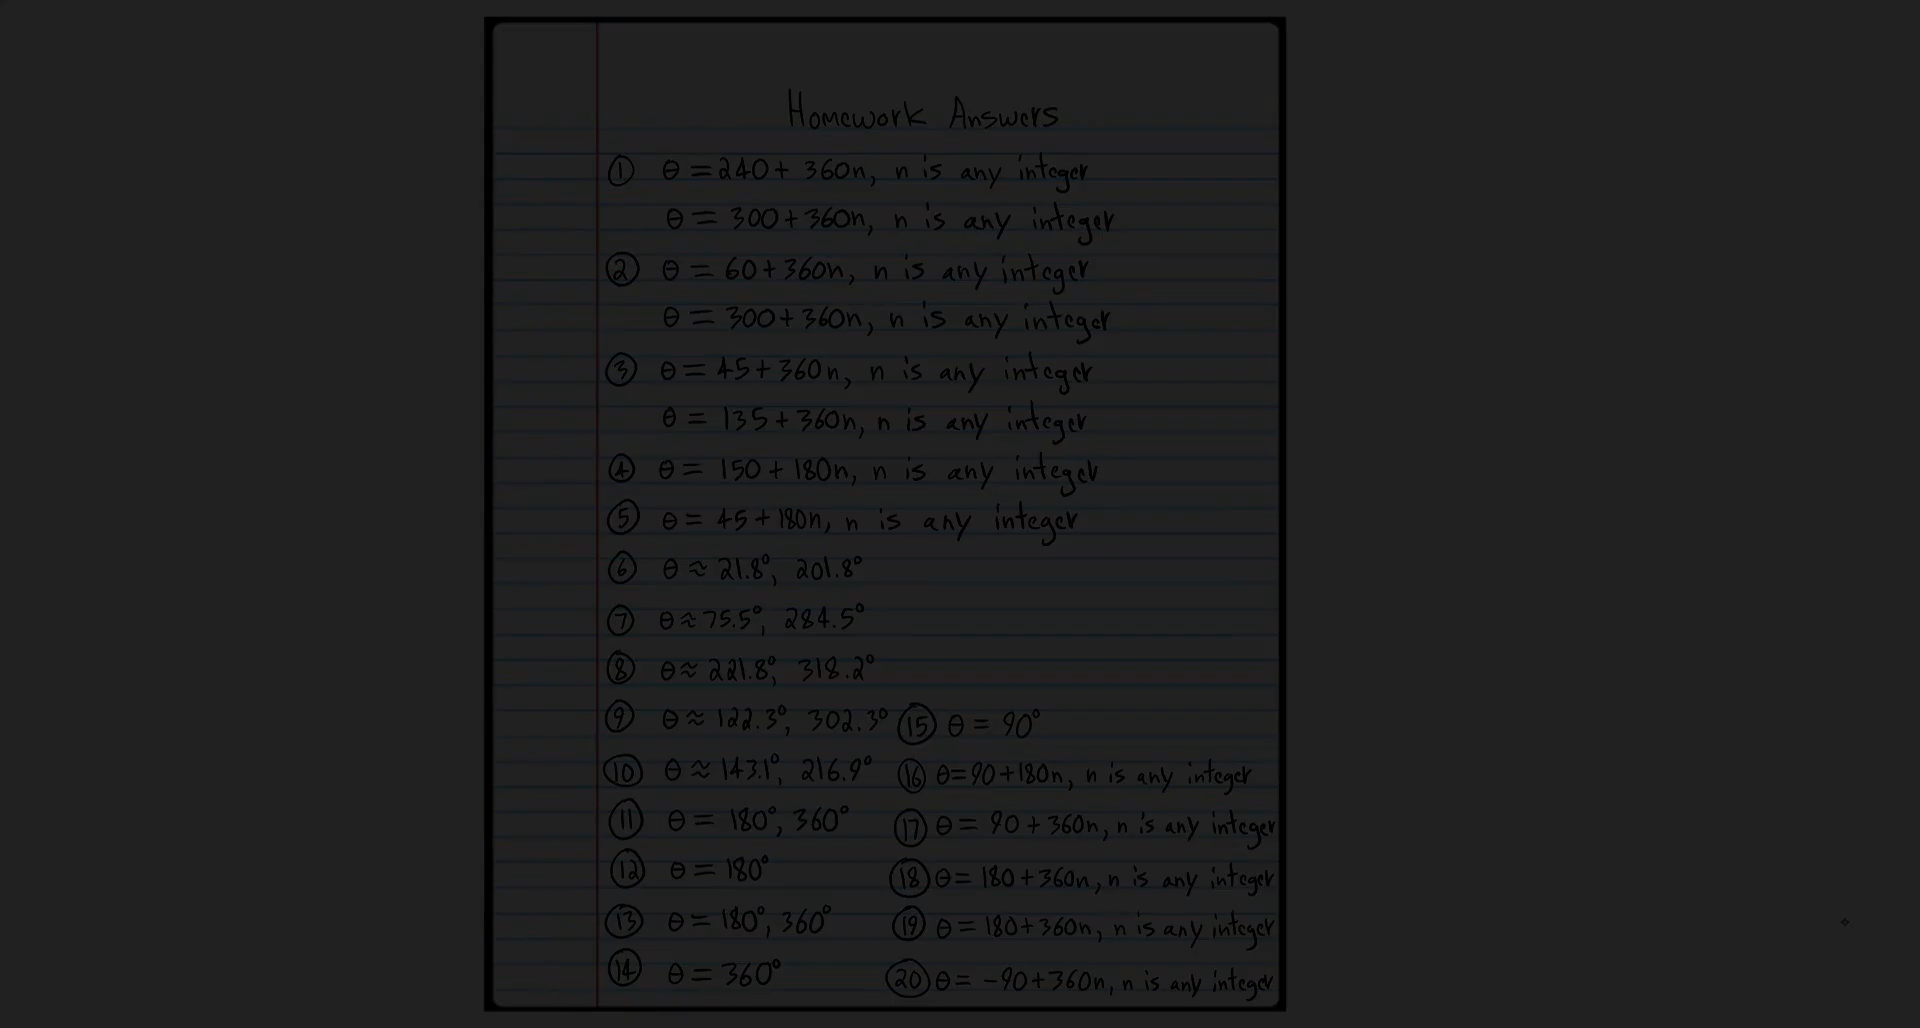 Homework Answers
① θ = 240 + 360n, n is any integer
θ = 300 + 360n, n is any integer
② θ = 60 + 360n, n is any integer
θ = 300 + 360n, n is any integer
③ θ = 45 + 360n, n is any integer
θ = 135 + 360n, n is any integer
④ θ = 150 + 180n, n is any integer
⑤ θ = 45 + 180n, n is any integer
⑥ θ ≈ 21.8°, 201.8°
⑦ θ ≈ 75.5°, 284.5°
⑧ θ ≈ 221.8°, 318.2°
⑨ θ ≈ 122.3°, 302.3°
⑩ θ ≈ 143.1°, 216.9°
⑪ θ = 180°, 360°
⑫ θ = 180°
⑬ θ = 180°, 360°
⑭ θ = 360°
⑮ θ = 90°
⑯ θ = 90 + 180n, n is any integer
⑰ θ = 90 + 360n, n is any integer
⑱ θ = 180 + 360n, n is any integer
⑲ θ = 180 + 360n, n is any integer
⑳ θ = -90 + 360n, n is any integer